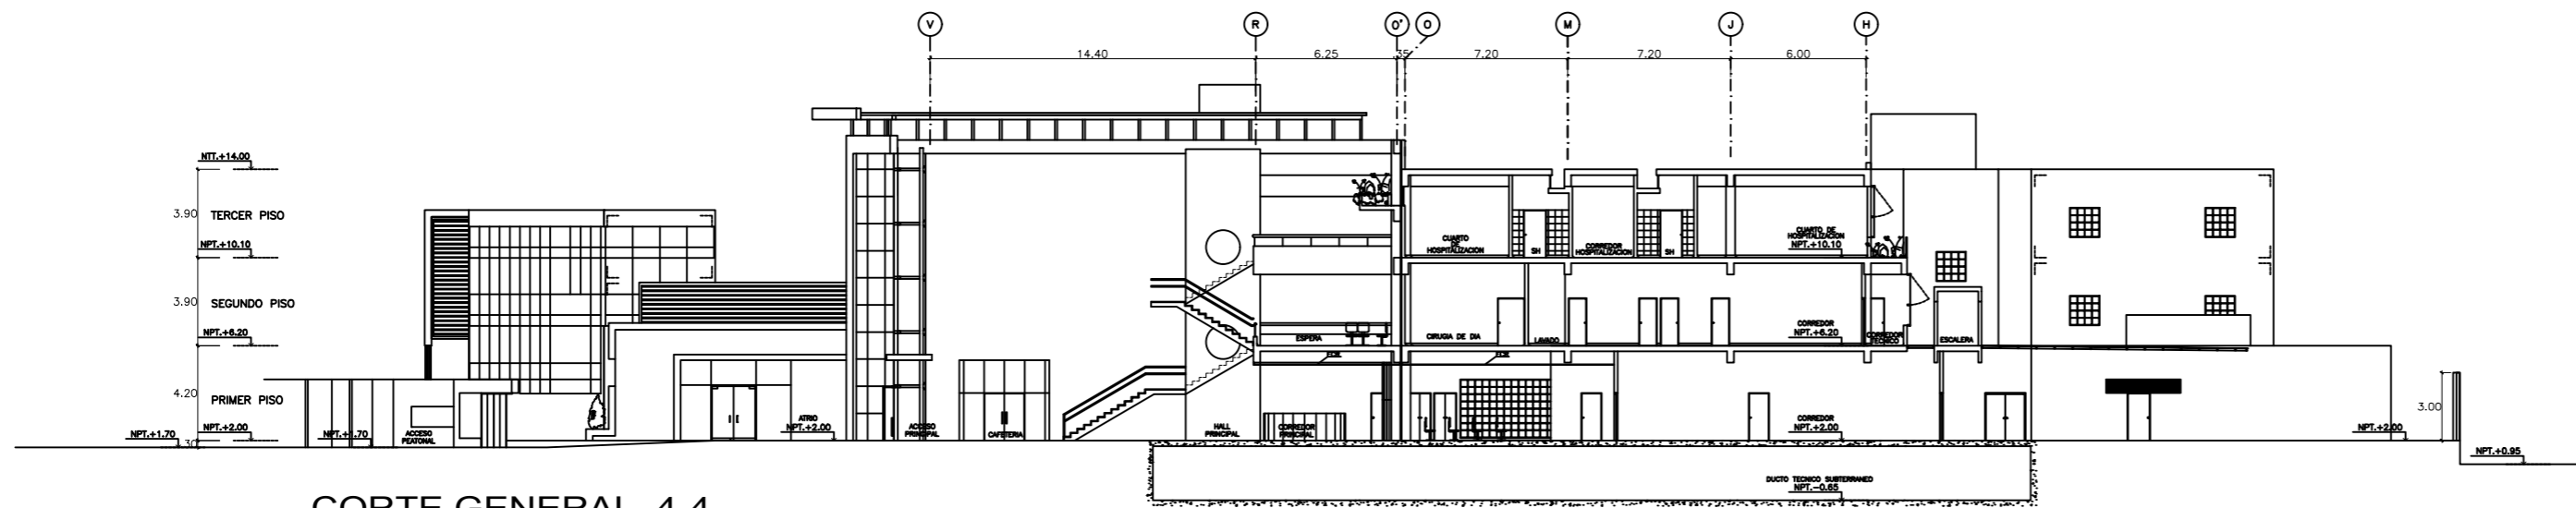 V R O' O M J H
14.40 6.25 .35 7.20 7.20 6.00
NTT.+14.00
3.90 TERCER PISO
NPT.+10.10
3.90 SEGUNDO PISO
NPT.+6.20
4.20 PRIMER PISO
NPT.+2.00
.30
NPT.+1.70
NPT.+1.70
ACCESO
PEATONAL
ATRIO
NPT.+2.00
ACCESO
PRINCIPAL
CAFETERIA
HALL
PRINCIPAL
CORREDOR
PRINCIPAL
ESPERA
CUARTO
DE
HOSPITALIZACION
SH
CORREDOR
HOSPITALIZACION
SH
CUARTO DE
HOSPITALIZACION
NPT.+10.10
CIRUGIA DE DIA
LAVADO
CORREDOR
NPT.+6.20
CORREDOR
TECNICO
ESCALERA
CORREDOR
NPT.+2.00
DUCTO TECNICO SUBTERRANEO
NPT.-0.65
NPT.+2.00
3.00
NPT.+0.95
CORTE GENERAL 4-4